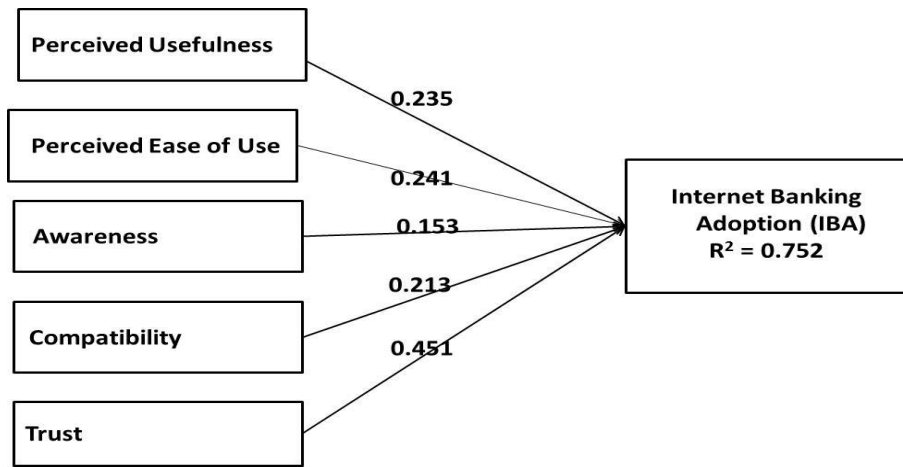 Perceived Usefulness
0.235
Perceived Ease of Use
0.241
Awareness
0.153
Compatibility
0.213
Trust
0.451
Internet Banking
Adoption (IBA)
R² = 0.752